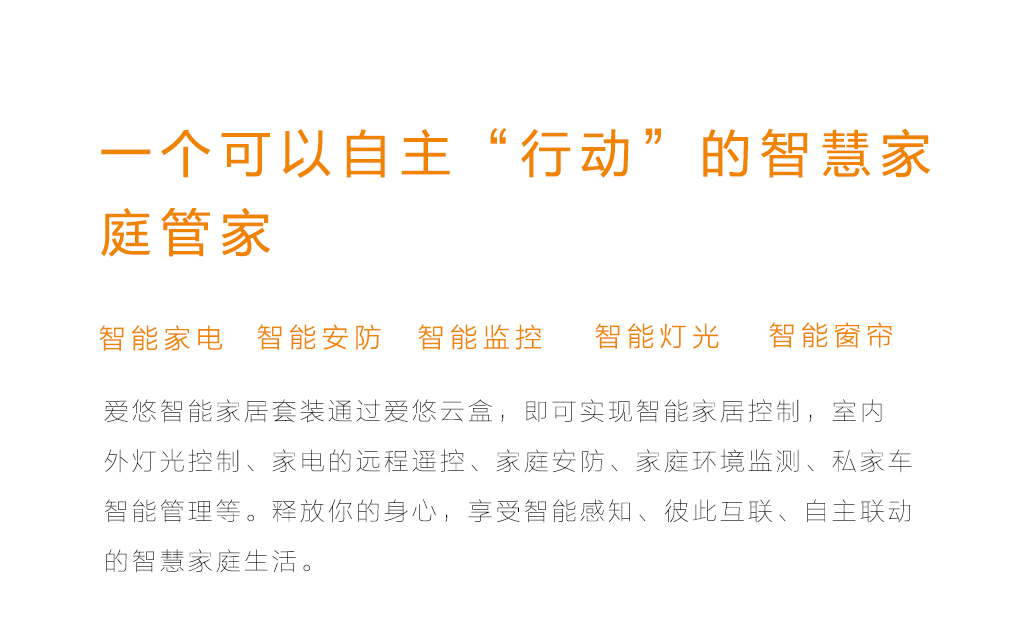 一个可以自主“行动”的智慧家
庭管家
智能家电 智能安防 智能监控 智能灯光 智能窗帘
爱悠智能家居套装通过爱悠云盒，即可实现智能家居控制，室内
外灯光控制、家电的远程遥控、家庭安防、家庭环境监测、私家车
智能管理等。释放你的身心，享受智能感知、彼此互联、自主联动
的智慧家庭生活。